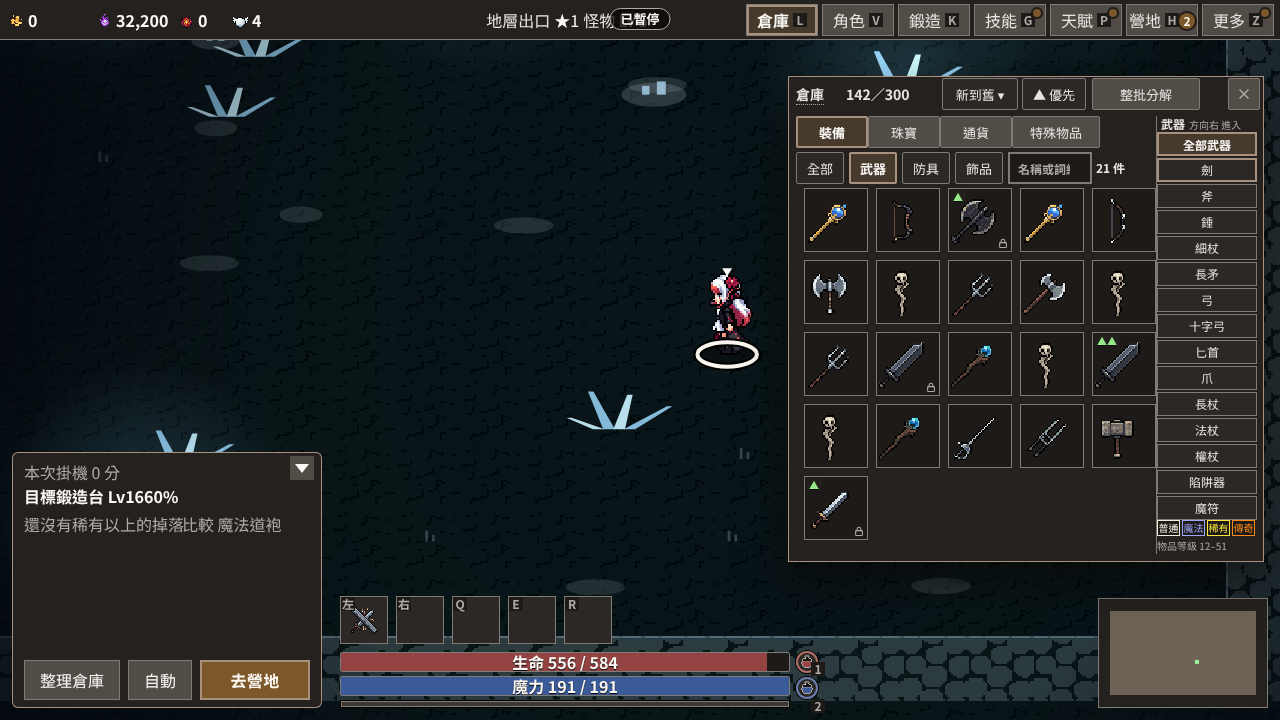 0
32,200
0
4
地層出口 ★1 怪物
已暫停
倉庫 L
角色 V
鍛造 K
技能 G
天賦 P
營地 H 2
更多 Z
倉庫 142／300
新到舊 ▾
▲優先
整批分解
✕
裝備
珠寶
通貨
特殊物品
全部
武器
防具
飾品
名稱或詞
21 件
武器 方向右 進入
全部武器
劍
斧
錘
細杖
長矛
弓
十字弓
匕首
爪
長杖
法杖
權杖
陷阱器
魔符
普通 魔法 稀有 傳奇
物品等級 12–51
本次掛機 0 分
目標鍛造台 Lv1660%
還沒有稀有以上的掉落比較 魔法道袍
整理倉庫
自動
去營地
左
右
Q
E
R
生命 556 / 584
1
魔力 191 / 191
2